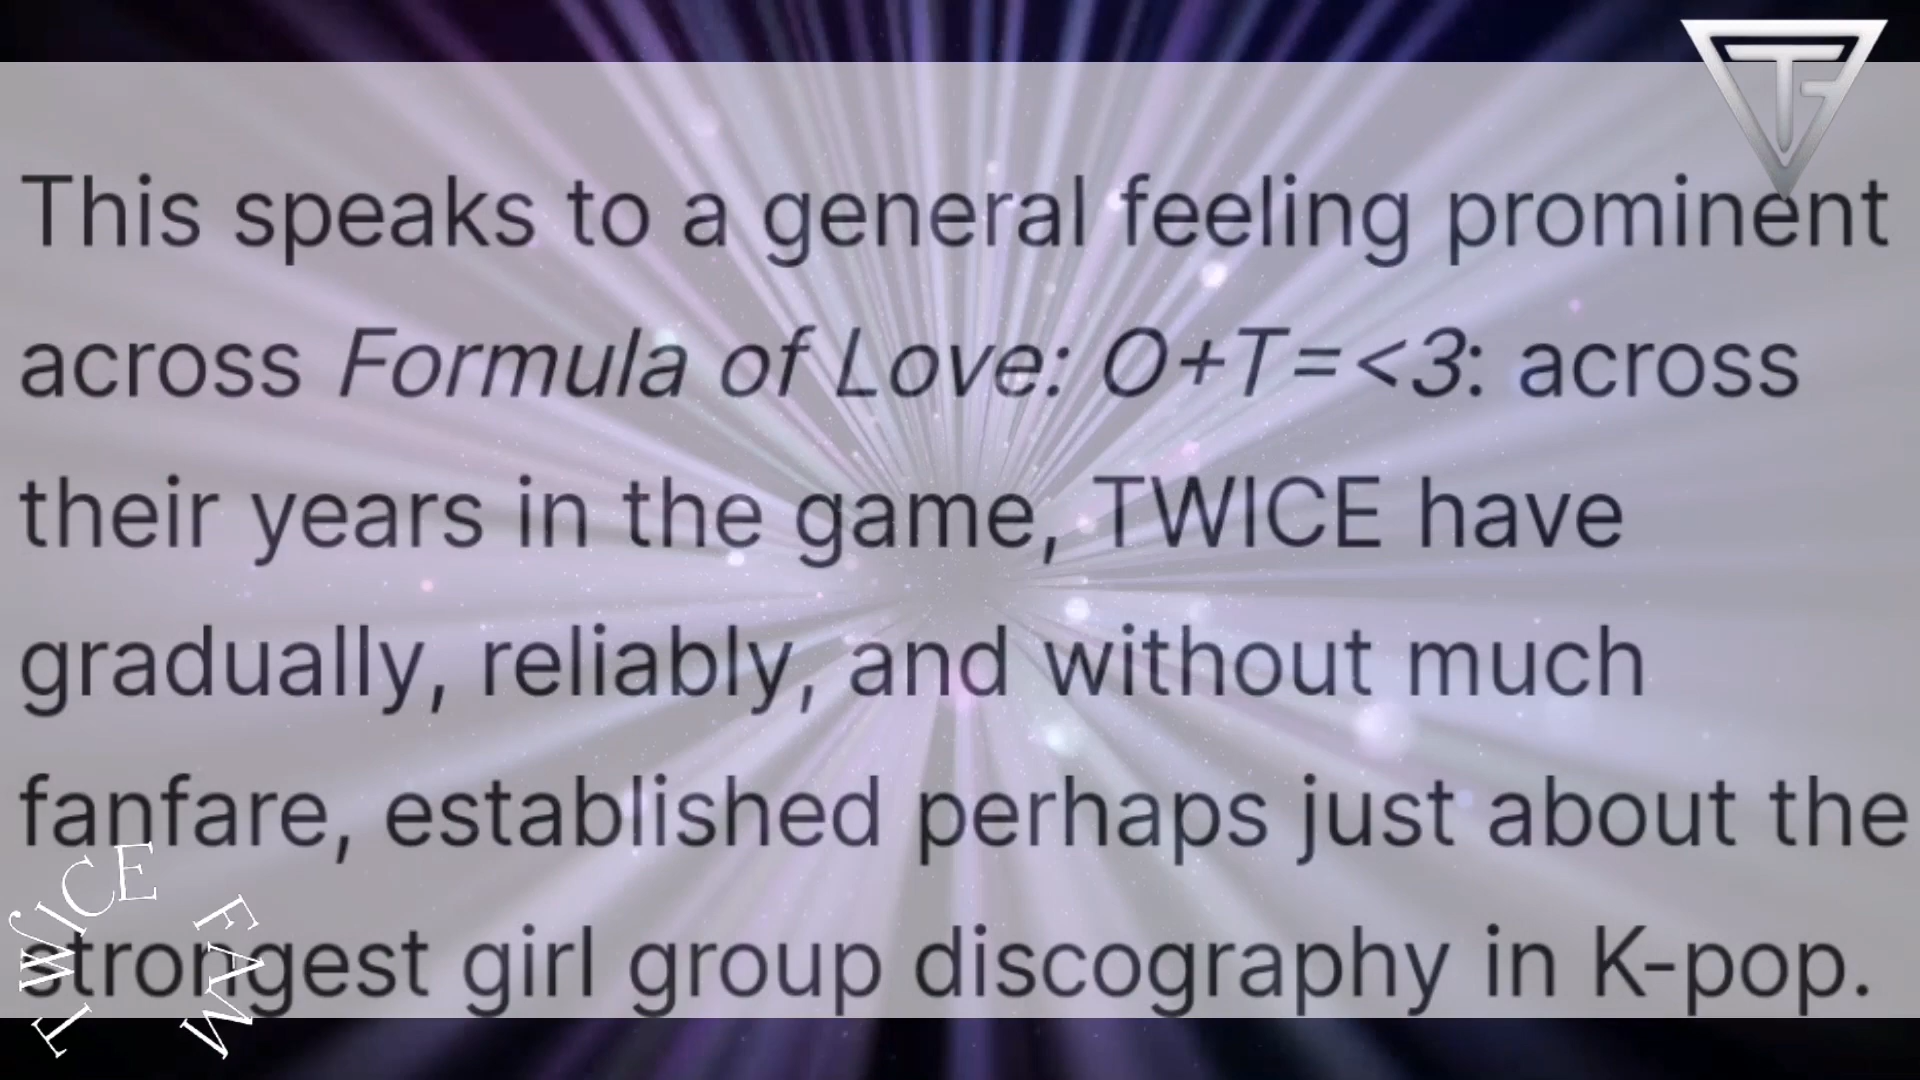 TF
This speaks to a general feeling prominent
across Formula of Love: O+T=<3: across
their years in the game, TWICE have
gradually, reliably, and without much
fanfare, established perhaps just about the
strongest girl group discography in K-pop.
TWICE FAM